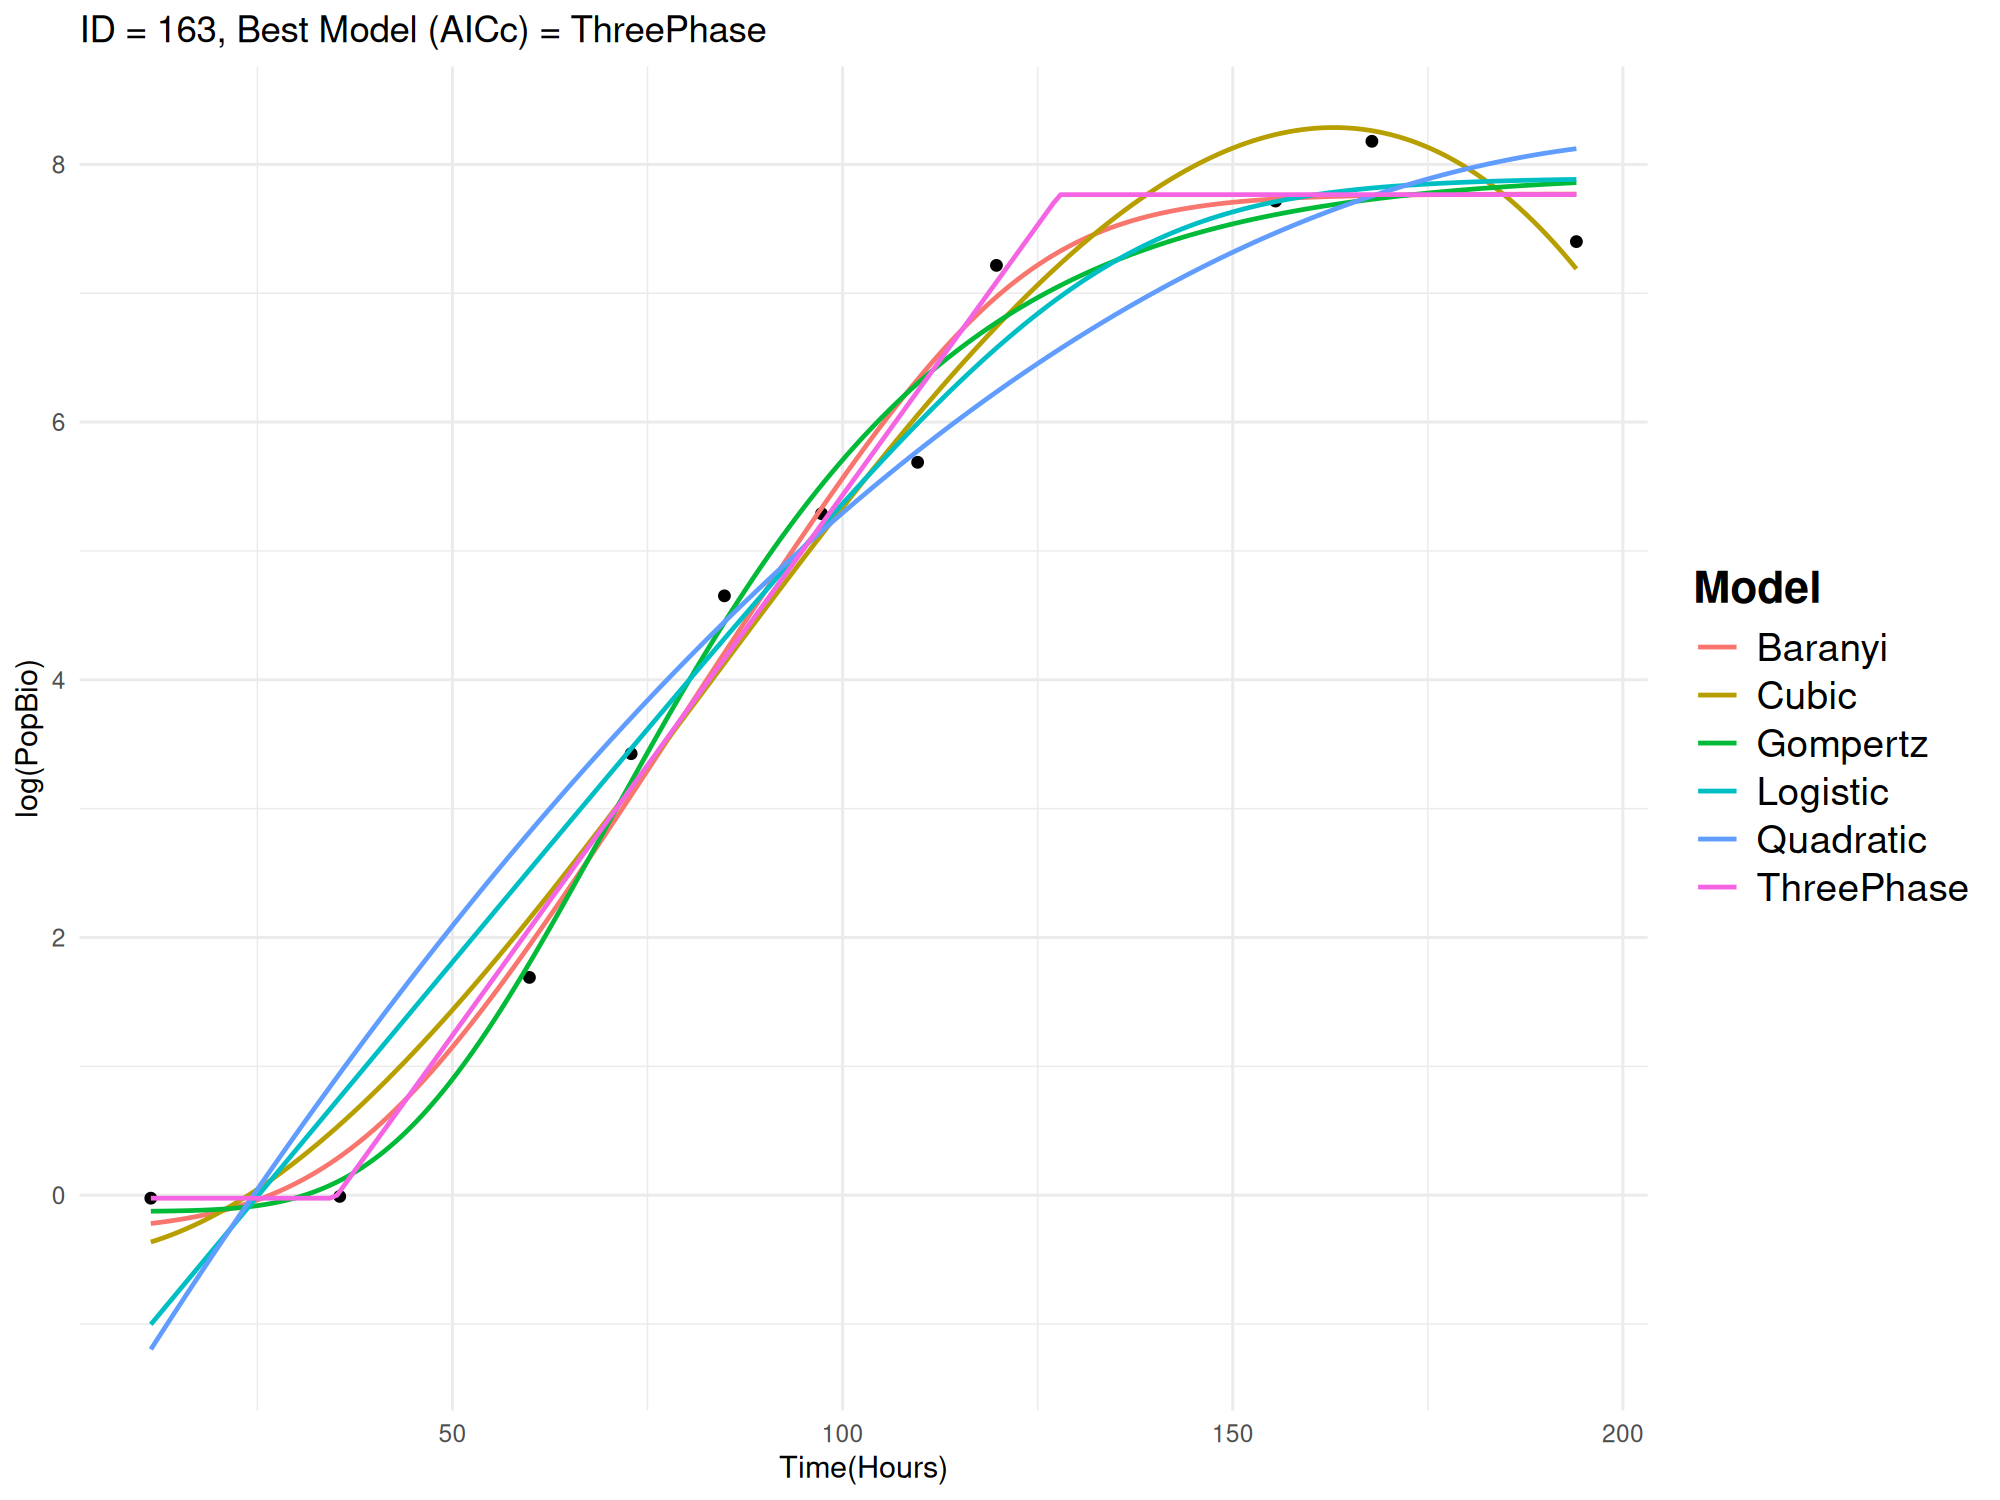 ID = 163, Best Model (AICc) = ThreePhase
8
6
4
2
0
log(PopBio)
50
100
150
200
Time(Hours)
Model
Baranyi
Cubic
Gompertz
Logistic
Quadratic
ThreePhase